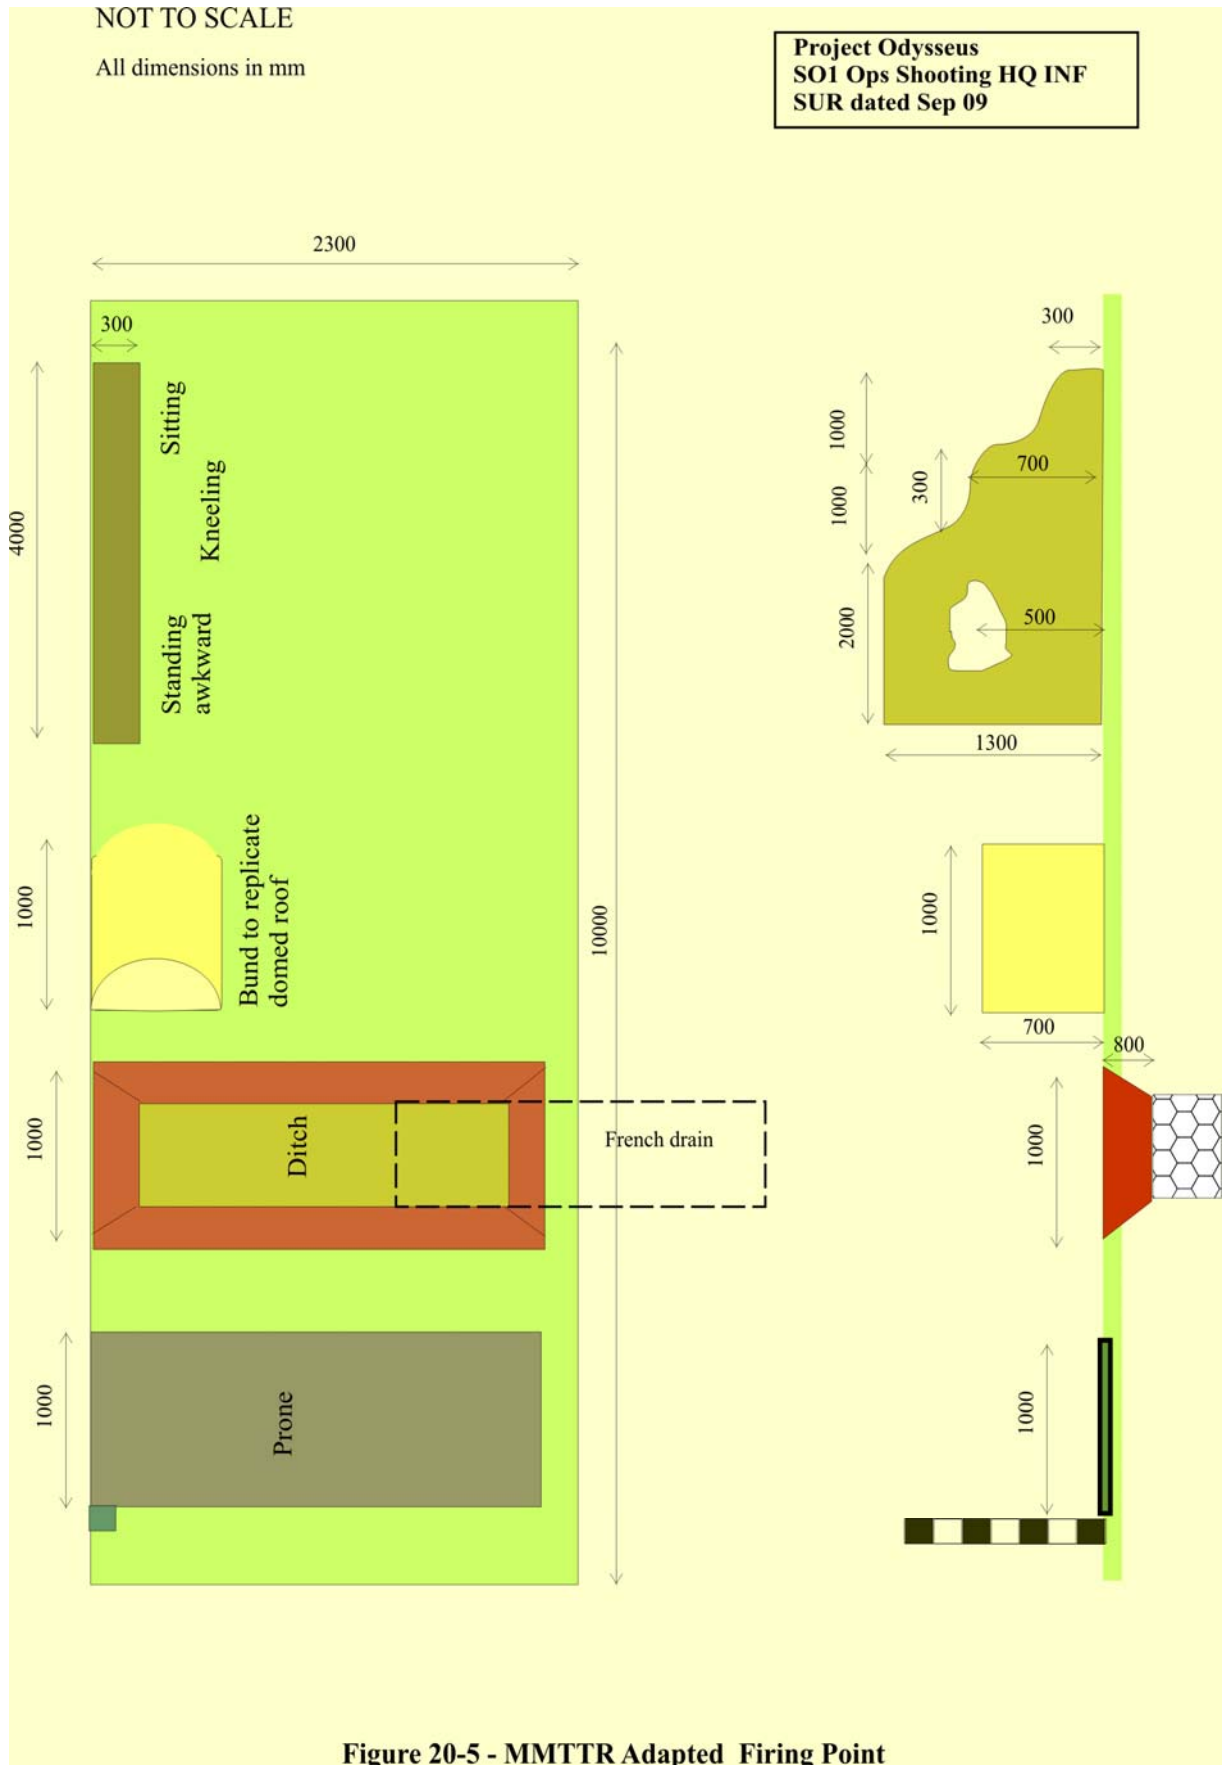 NOT TO SCALE
All dimensions in mm
Project Odysseus
SO1 Ops Shooting HQ INF
SUR dated Sep 09
2300
300
4000
Sitting
Kneeling
Standing
awkward
1000
Bund to replicate
domed roof
10000
1000
Ditch
French drain
1000
Prone
300
1000
1000
300
700
2000
500
1300
1000
700
800
1000
1000
Figure 20-5 - MMTTR Adapted Firing Point